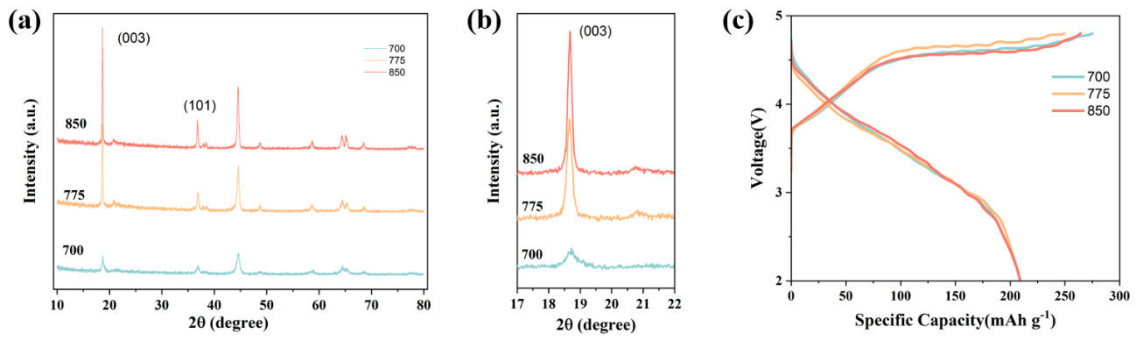 (a)
(003)
(101)
700
775
850
850
775
700
Intensity (a.u.)
10 20 30 40 50 60 70 80
2θ (degree)
(b)
(003)
850
775
700
Intensity (a.u.)
17 18 19 20 21 22
2θ (degree)
(c)
5
4
3
2
Voltage(V)
700
775
850
0 50 100 150 200 250 300
Specific Capacity(mAh g⁻¹)